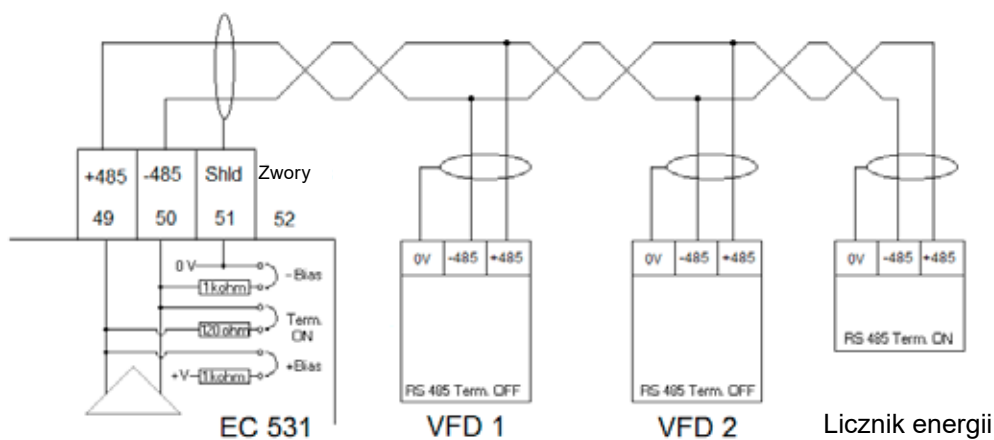 +485 -485 Shld Zwory
49 50 51 52
0 V
1kohm
-Bias
120 ohm
Term.
ON
+Bias
+V
1kohm
EC 531
0V -485 +485
RS 485 Term. OFF
VFD 1
0V -485 +485
RS 485 Term. OFF
VFD 2
0V -485 +485
RS 485 Term. ON
Licznik energii